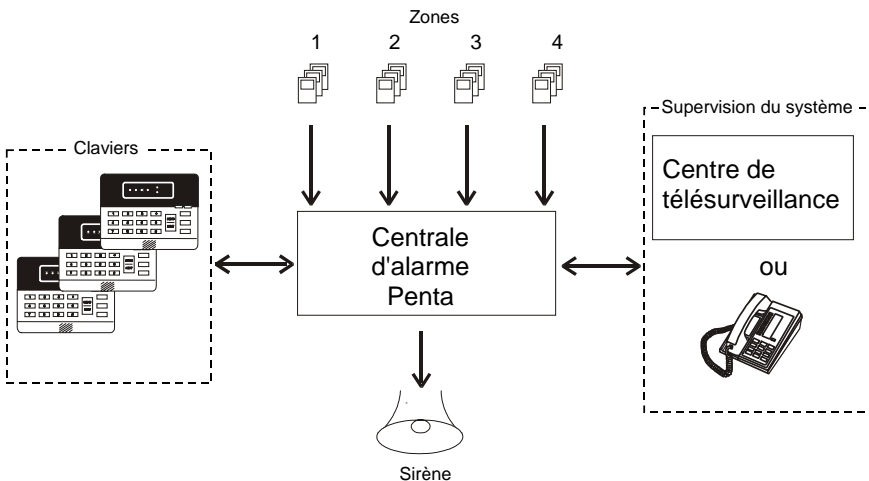 Zones
1 2 3 4
Supervision du système
Claviers
Centre de
télésurveillance
Centrale
d'alarme
Penta
ou
Sirène